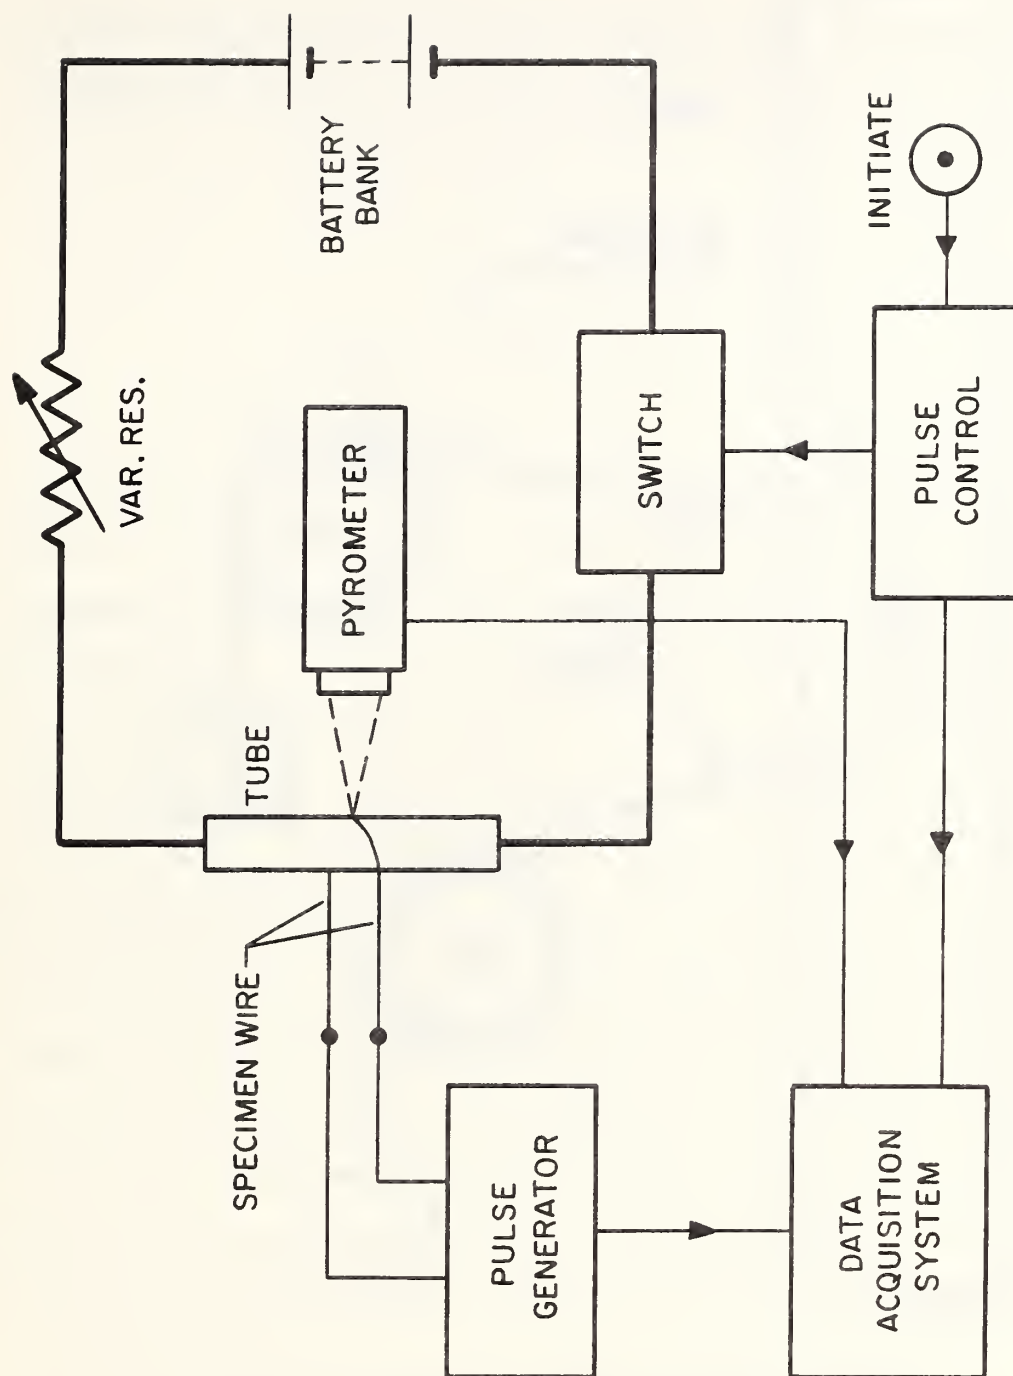 VAR. RES.
BATTERY
BANK
TUBE
PYROMETER
SPECIMEN WIRE
SWITCH
INITIATE
PULSE
GENERATOR
PULSE
CONTROL
DATA
ACQUISITION
SYSTEM